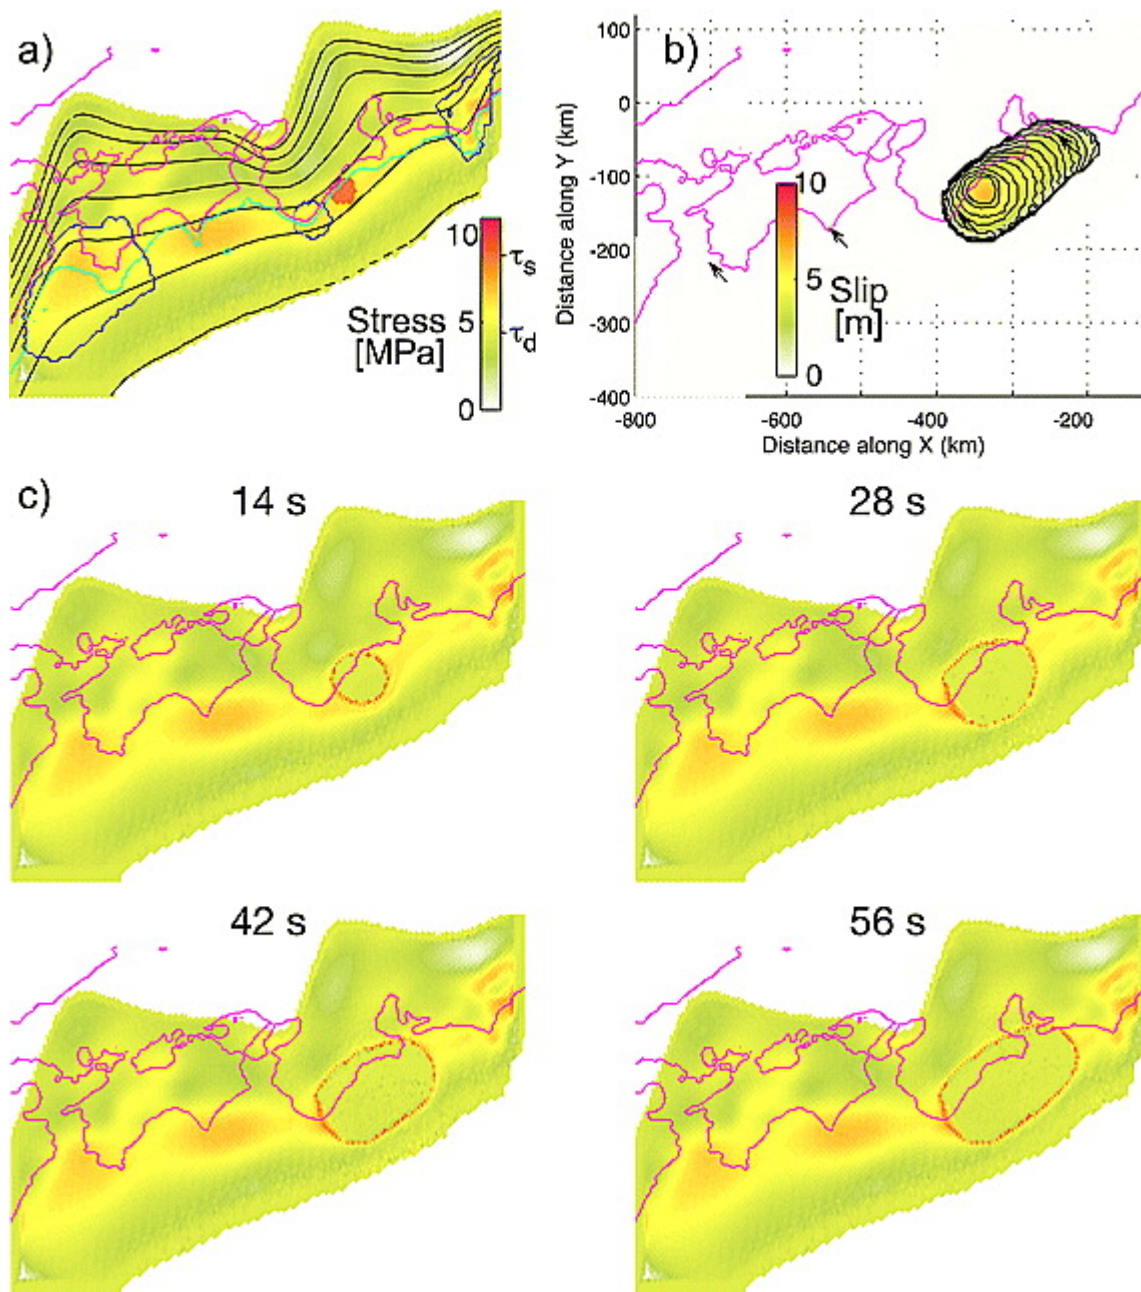 a)
10
τs
Stress
[MPa]
5
τd
0
b)
100
0
-100
-200
-300
-400
Distance along Y (km)
10
5
Slip
[m]
0
-800
-600
-400
-200
Distance along X (km)
c)
14 s
28 s
42 s
56 s